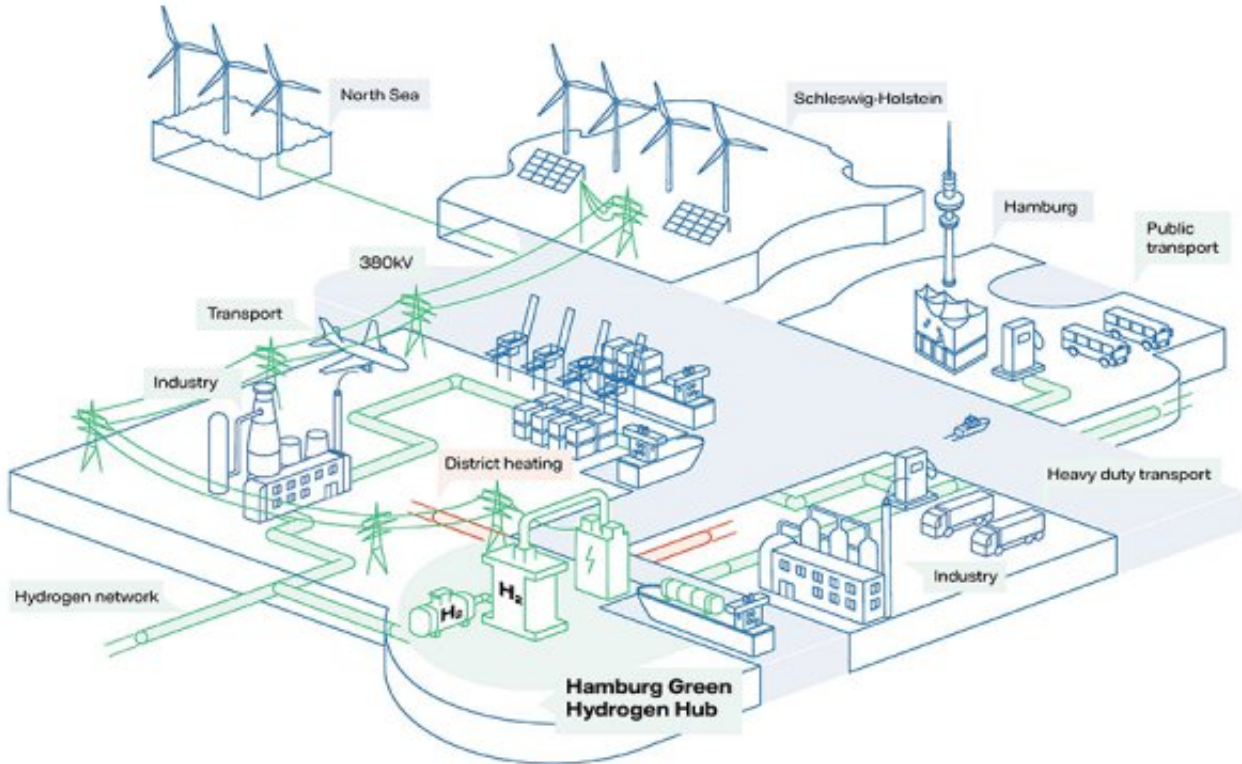 North Sea
Schleswig-Holstein
Hamburg
Public
transport
380kV
Transport
Industry
District heating
Heavy duty transport
Industry
Hydrogen network
H₂
H₂
Hamburg Green
Hydrogen Hub